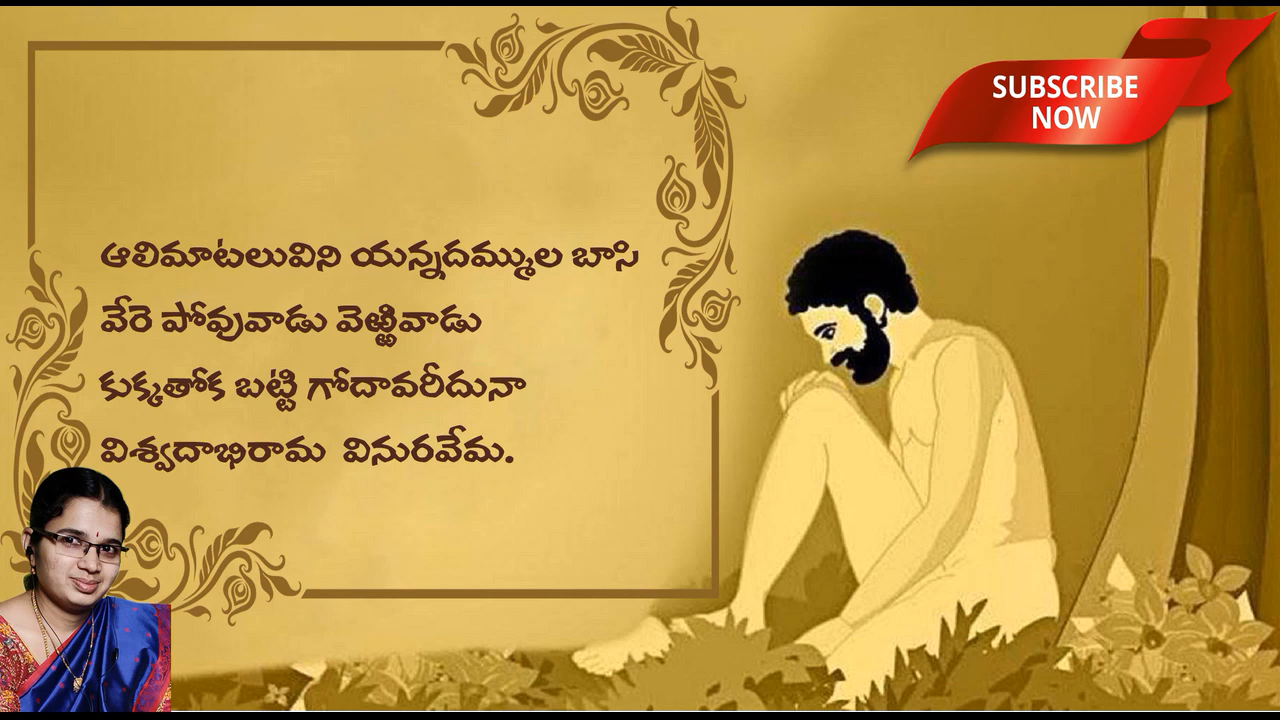 ఆలిమాటలువిని యన్నదమ్ముల బాసి
వేరె పోవువాడు వెఱ్ఱివాడు
కుక్కతోక బట్టి గోదావరీదునా
విశ్వదాభిరామ వినురవేమ.
SUBSCRIBE
NOW